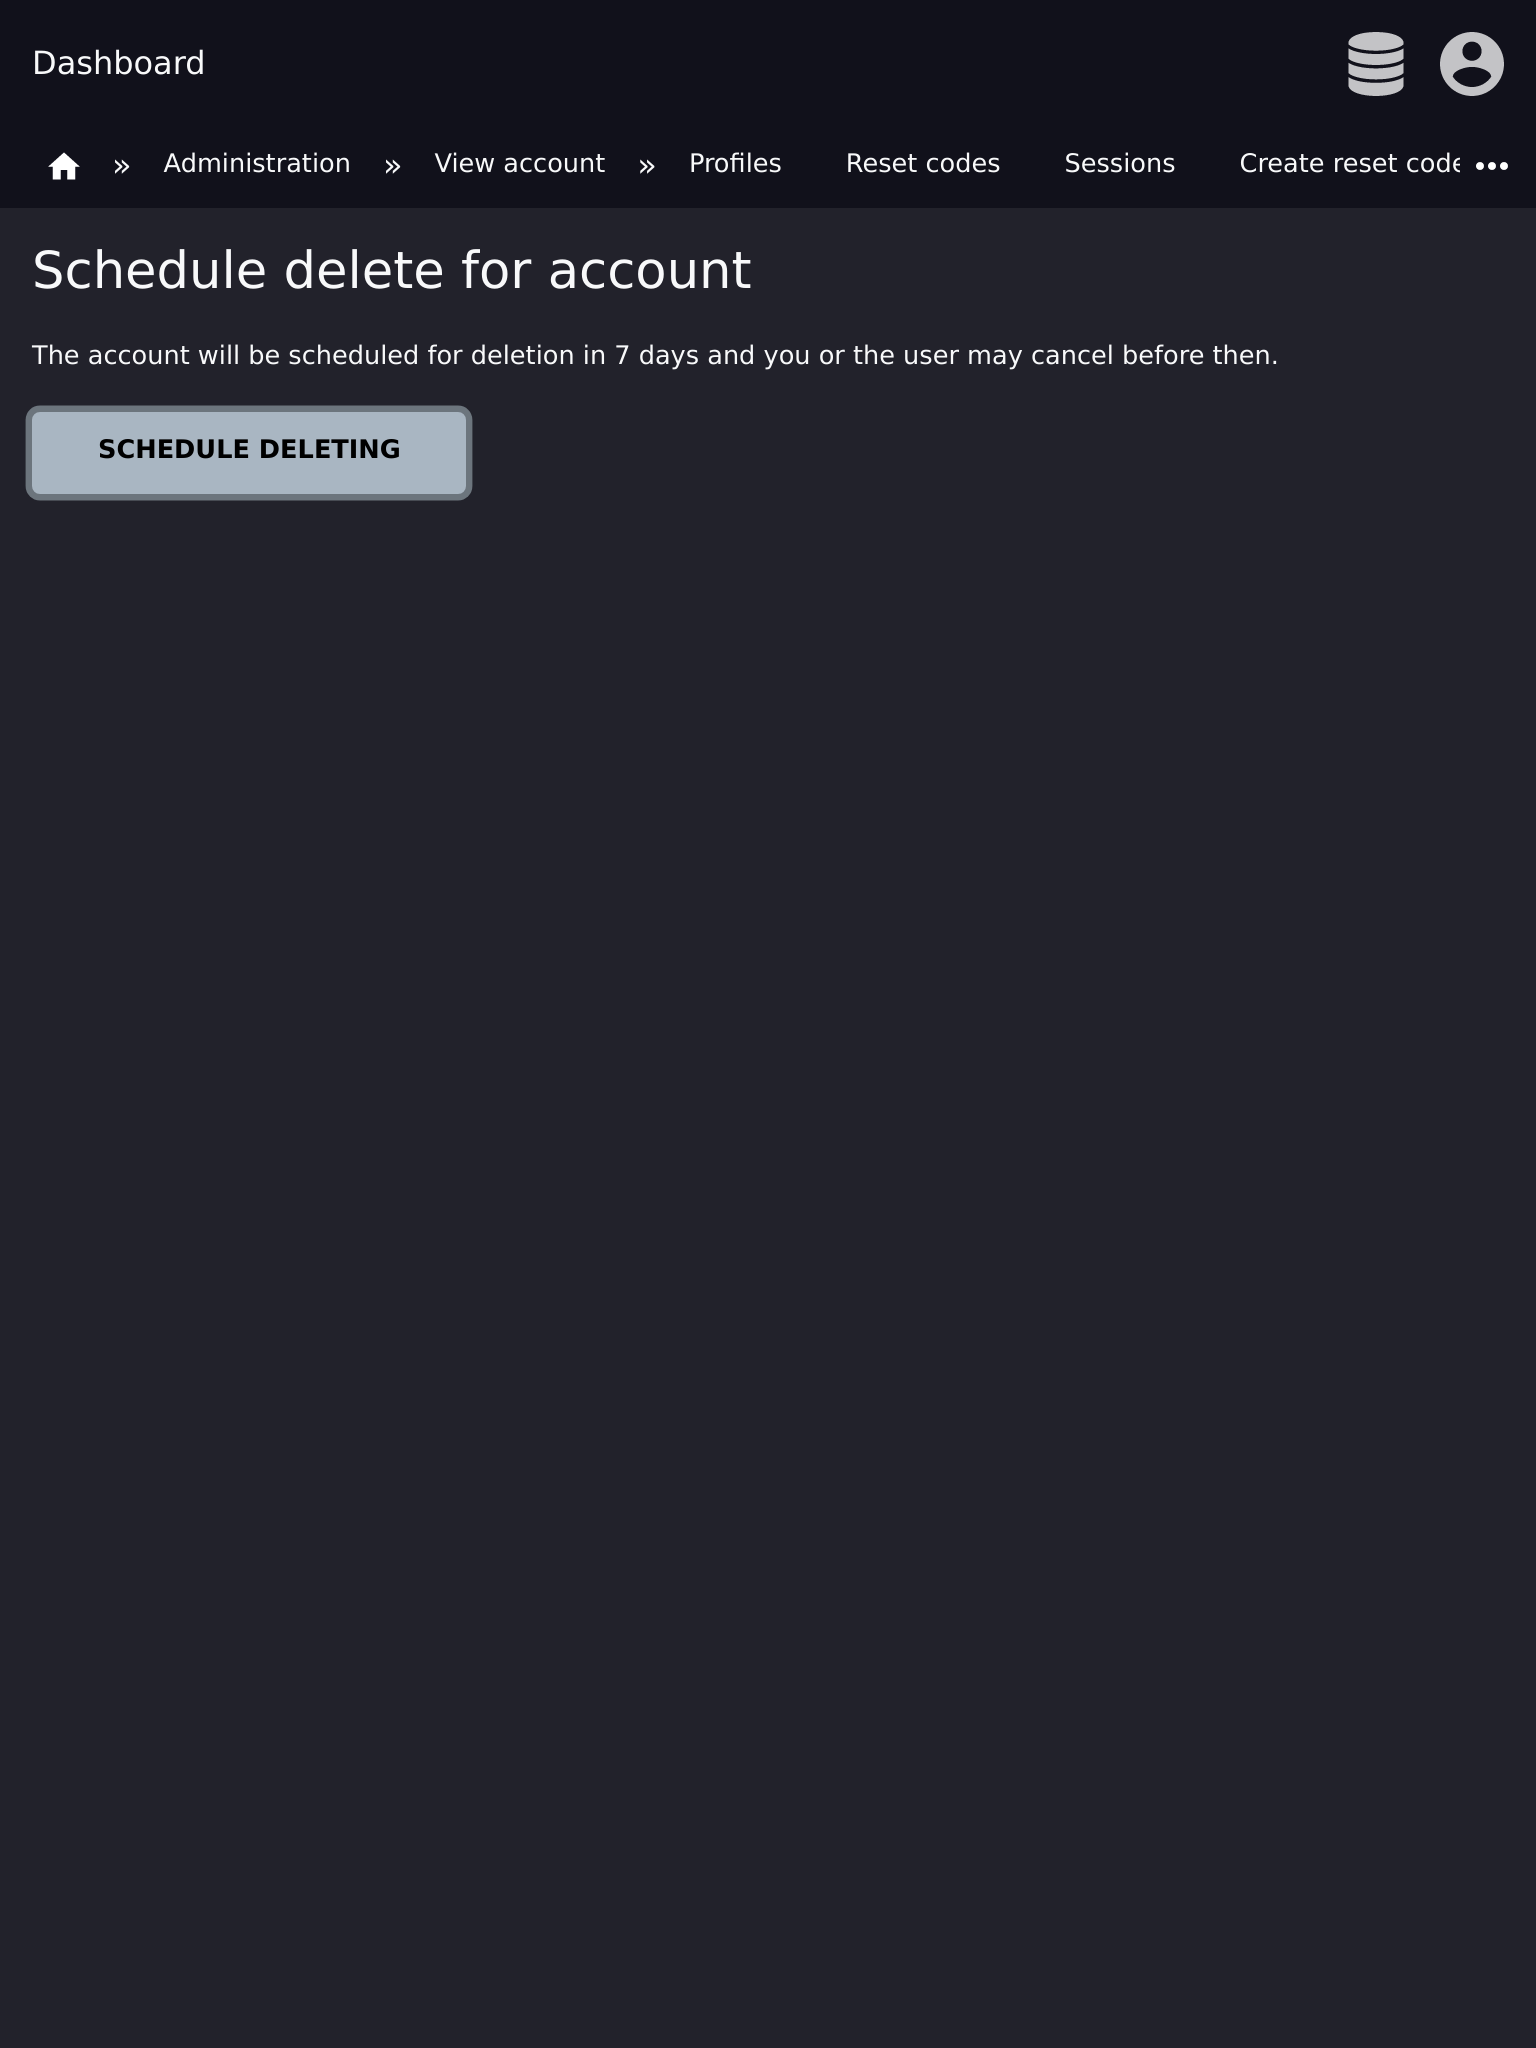 Dashboard
» Administration » View account » Profiles Reset codes Sessions Create reset code
Schedule delete for account
The account will be scheduled for deletion in 7 days and you or the user may cancel before then.
SCHEDULE DELETING